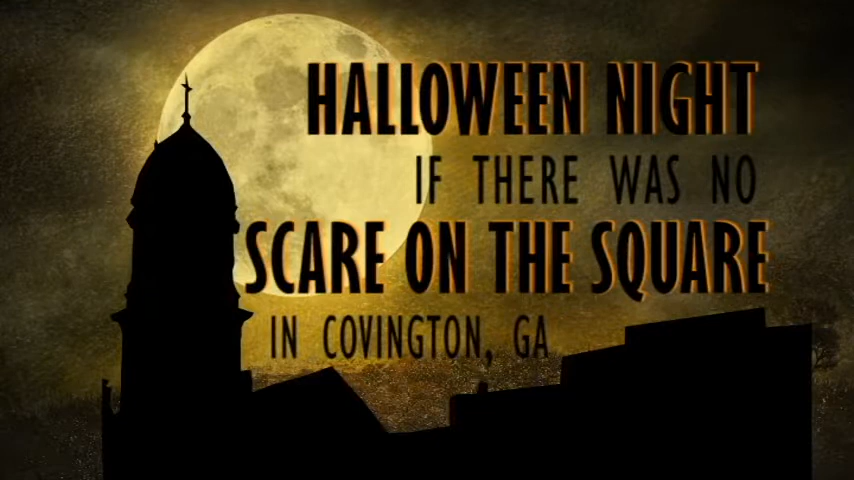 HALLOWEEN NIGHT
IF THERE WAS NO
SCARE ON THE SQUARE
IN COVINGTON, GA